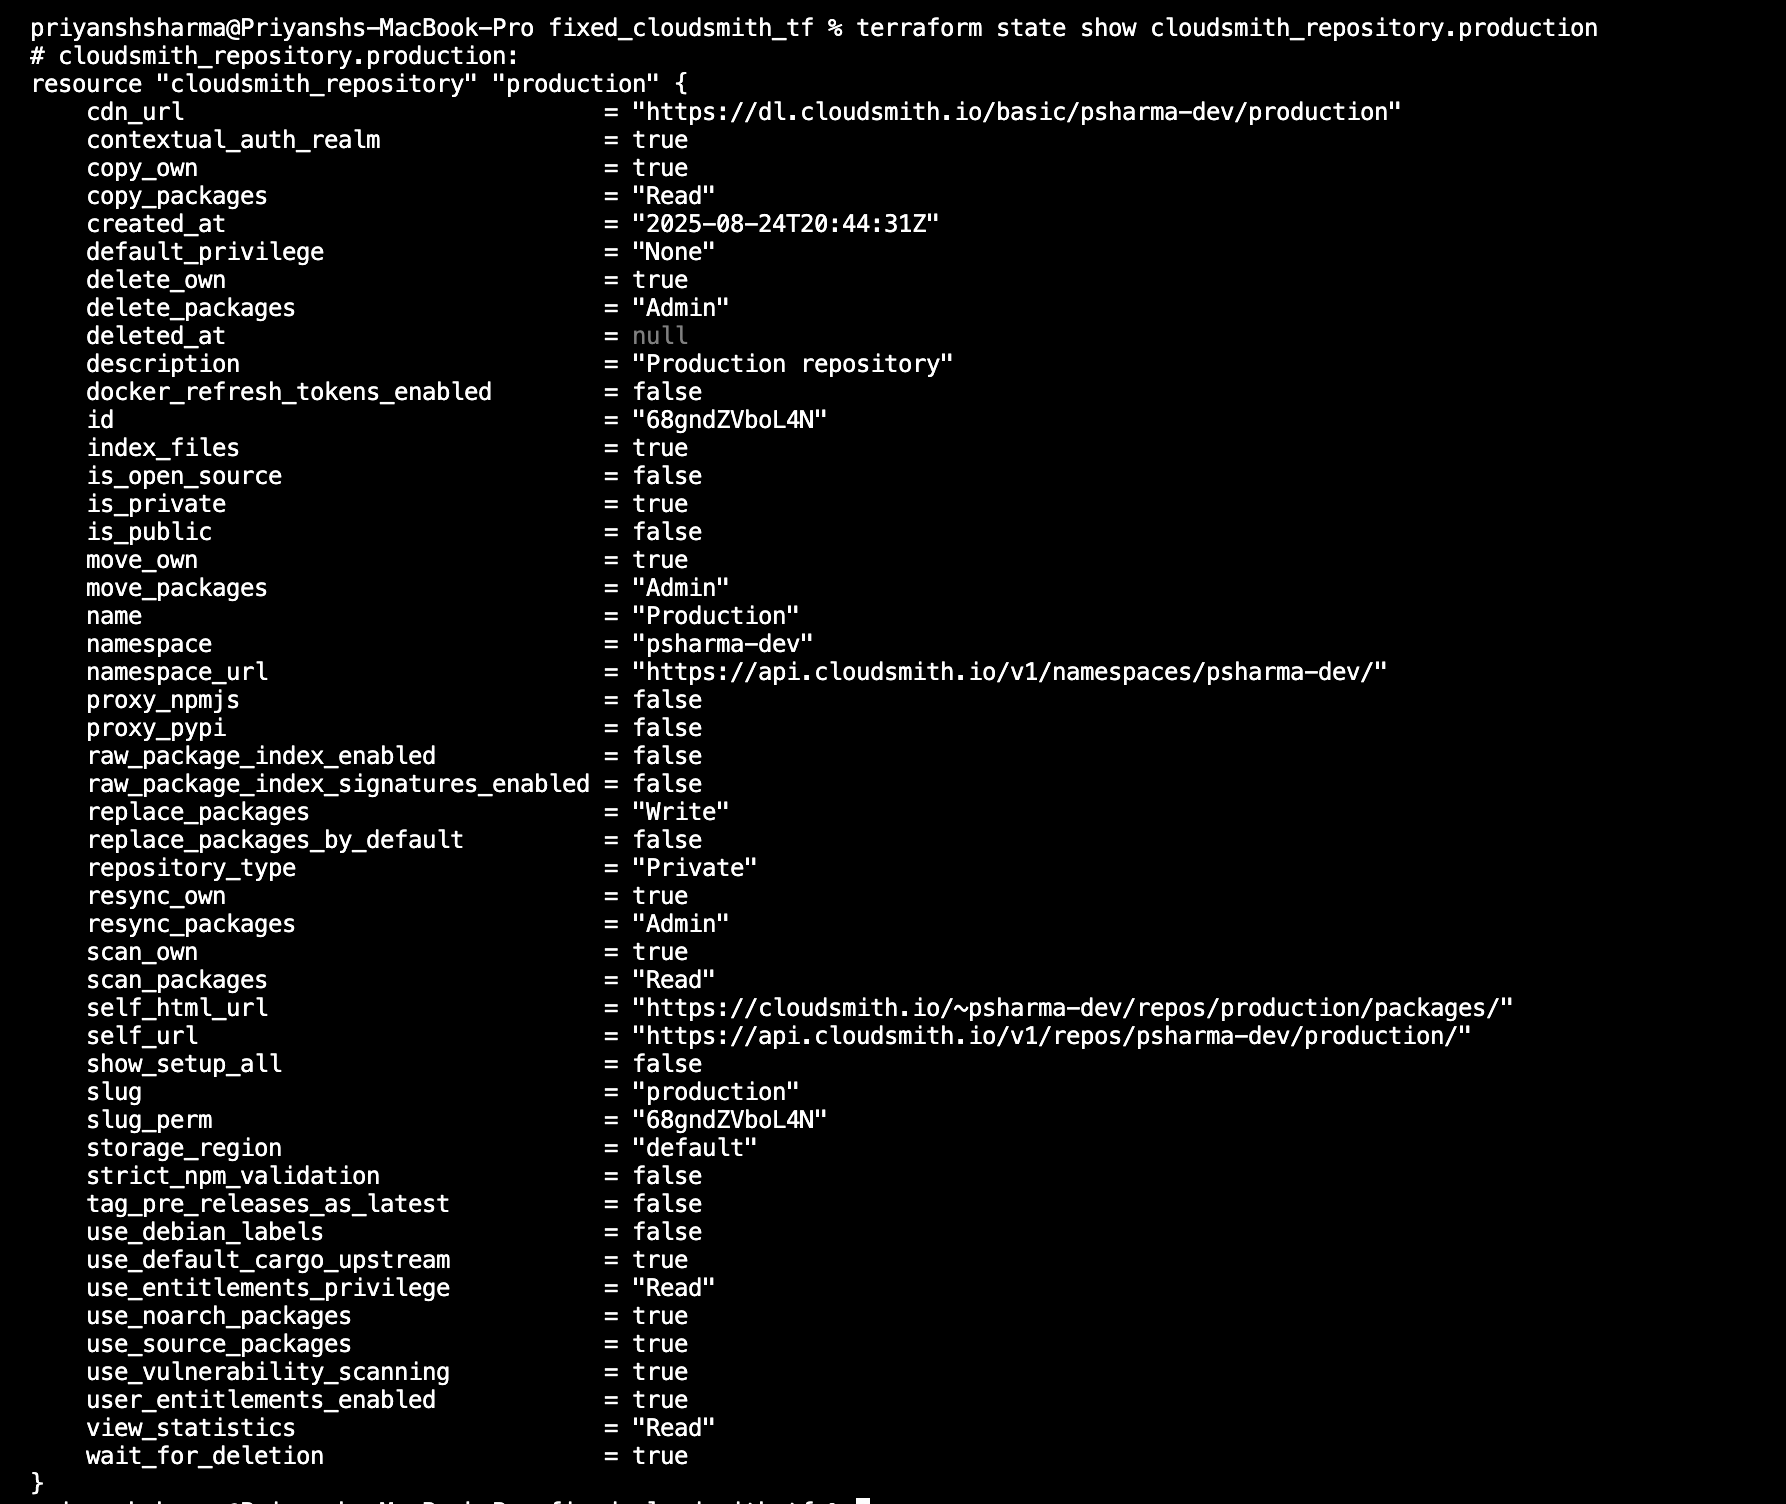 priyanshsharma@Priyanshs-MacBook-Pro fixed_cloudsmith_tf % terraform state show cloudsmith_repository.production
# cloudsmith_repository.production:
resource "cloudsmith_repository" "production" {
    cdn_url                              = "https://dl.cloudsmith.io/basic/psharma-dev/production"
    contextual_auth_realm                = true
    copy_own                             = true
    copy_packages                        = "Read"
    created_at                           = "2025-08-24T20:44:31Z"
    default_privilege                    = "None"
    delete_own                           = true
    delete_packages                      = "Admin"
    deleted_at                           = null
    description                          = "Production repository"
    docker_refresh_tokens_enabled        = false
    id                                   = "68gndZVboL4N"
    index_files                          = true
    is_open_source                       = false
    is_private                           = true
    is_public                            = false
    move_own                             = true
    move_packages                        = "Admin"
    name                                 = "Production"
    namespace                            = "psharma-dev"
    namespace_url                        = "https://api.cloudsmith.io/v1/namespaces/psharma-dev/"
    proxy_npmjs                          = false
    proxy_pypi                           = false
    raw_package_index_enabled            = false
    raw_package_index_signatures_enabled = false
    replace_packages                     = "Write"
    replace_packages_by_default          = false
    repository_type                      = "Private"
    resync_own                           = true
    resync_packages                      = "Admin"
    scan_own                             = true
    scan_packages                        = "Read"
    self_html_url                        = "https://cloudsmith.io/~psharma-dev/repos/production/packages/"
    self_url                             = "https://api.cloudsmith.io/v1/repos/psharma-dev/production/"
    show_setup_all                       = false
    slug                                 = "production"
    slug_perm                            = "68gndZVboL4N"
    storage_region                       = "default"
    strict_npm_validation                = false
    tag_pre_releases_as_latest           = false
    use_debian_labels                    = false
    use_default_cargo_upstream           = true
    use_entitlements_privilege           = "Read"
    use_noarch_packages                  = true
    use_source_packages                  = true
    use_vulnerability_scanning           = true
    user_entitlements_enabled            = true
    view_statistics                      = "Read"
    wait_for_deletion                    = true
}